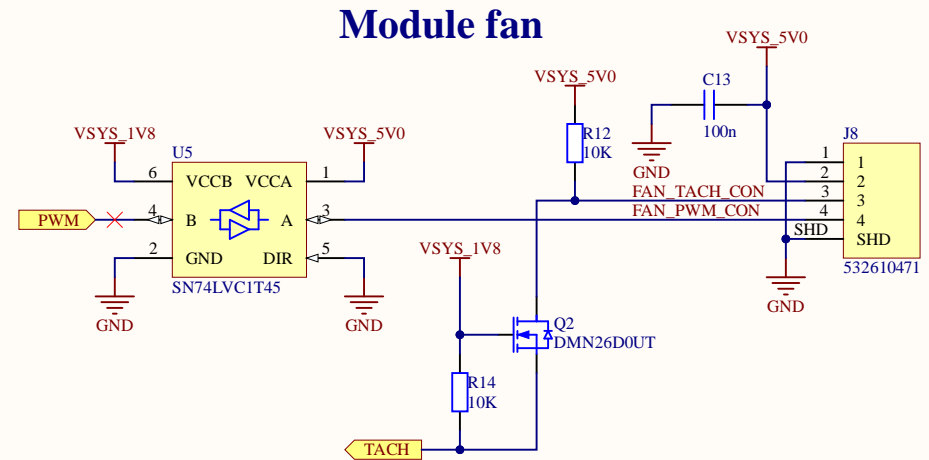 Module fan
VSYS_5V0
VSYS_5V0
C13
100n
GND
R12
10K
J8
VSYS_1V8
VSYS_5V0
U5
6
VCCB
VCCA
1
PWM
4
B
A
3
2
GND
DIR
5
SN74LVC1T45
GND
GND
FAN_TACH_CON
FAN_PWM_CON
1
1
2
2
3
3
4
4
SHD
SHD
532610471
GND
VSYS_1V8
Q2
DMN26D0UT
R14
10K
TACH